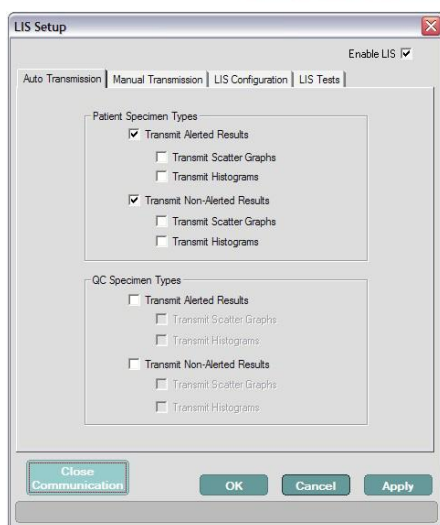 LIS Setup
Enable LIS
Auto Transmission Manual Transmission LIS Configuration LIS Tests
Patient Specimen Types
Transmit Alerted Results
Transmit Scatter Graphs
Transmit Histograms
Transmit Non-Alerted Results
Transmit Scatter Graphs
Transmit Histograms
QC Specimen Types
Transmit Alerted Results
Transmit Scatter Graphs
Transmit Histograms
Transmit Non-Alerted Results
Transmit Scatter Graphs
Transmit Histograms
Close
Communication
OK Cancel Apply